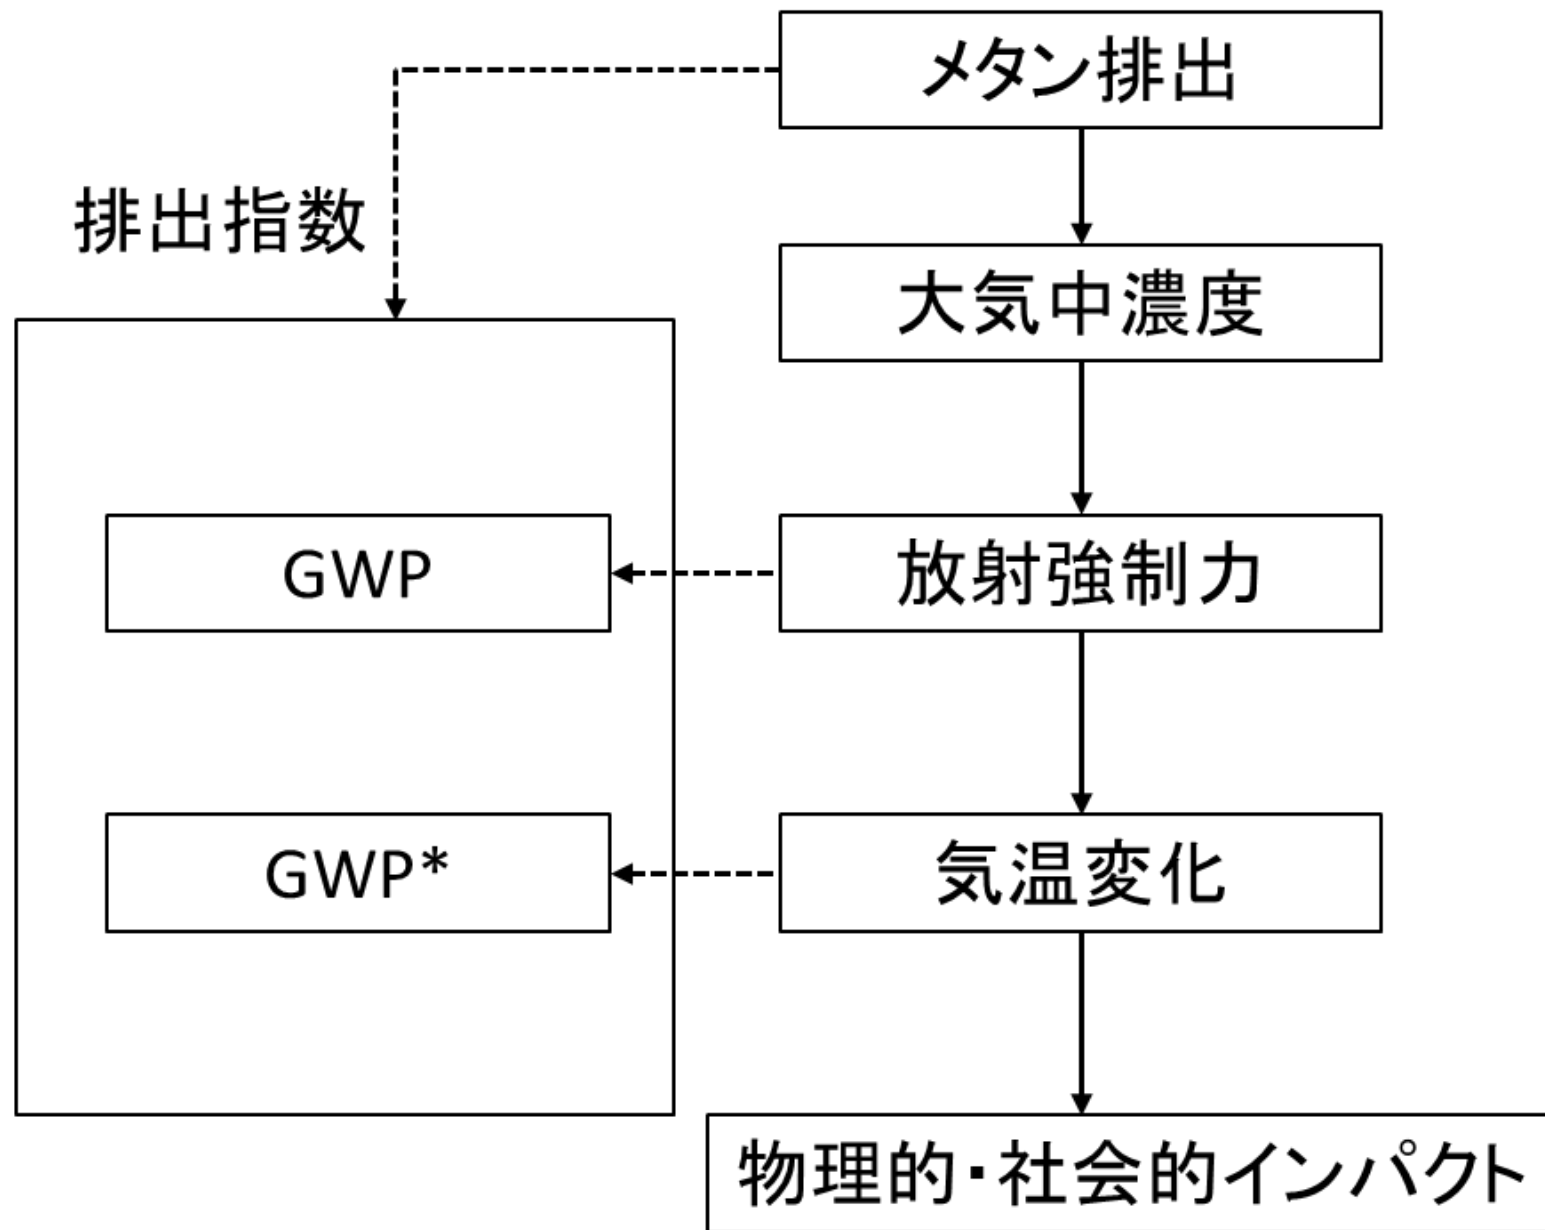 メタン排出
排出指数
大気中濃度
GWP
放射強制力
GWP*
気温変化
物理的・社会的インパクト